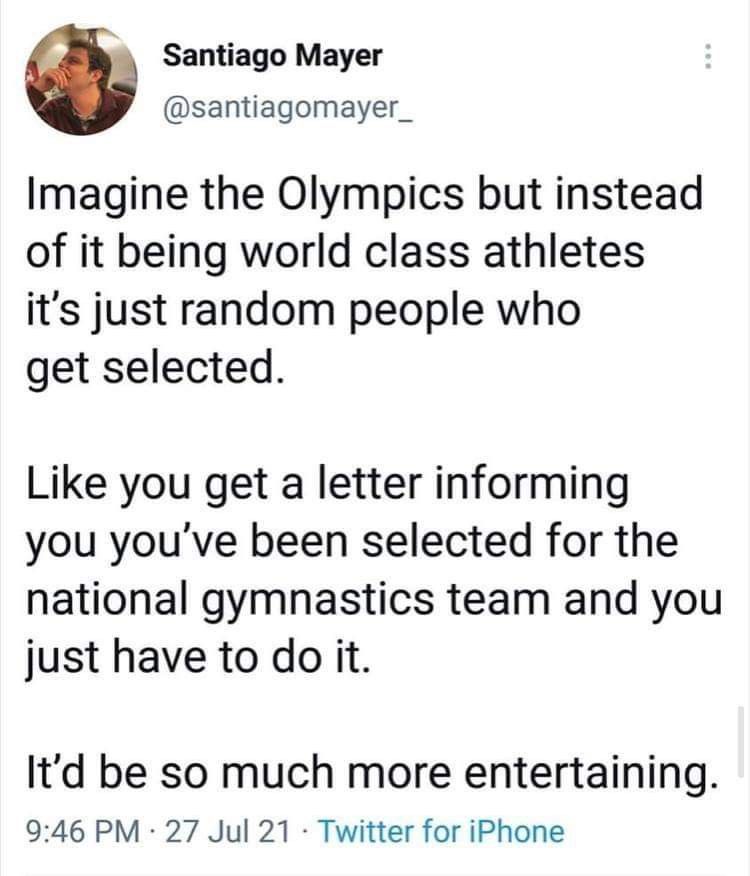 Santiago Mayer
@santiagomayer_
Imagine the Olympics but instead
of it being world class athletes
it's just random people who
get selected.
Like you get a letter informing
you you've been selected for the
national gymnastics team and you
just have to do it.
It'd be so much more entertaining.
9:46 PM · 27 Jul 21 · Twitter for iPhone